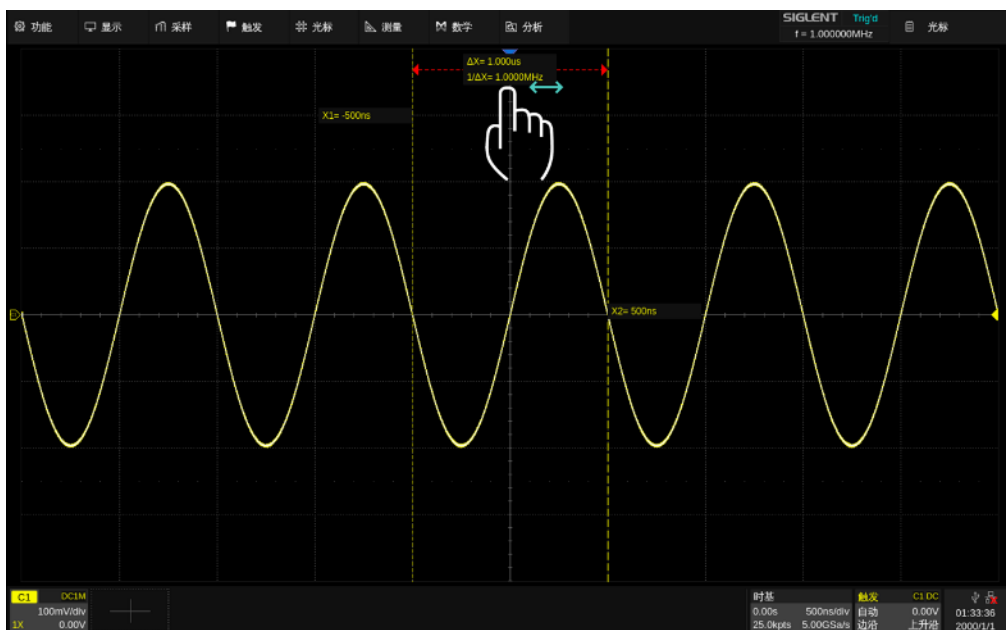 功能 显示 采样 触发 光标 测量 数学 分析 SIGLENT Trig'd 光标
f = 1.000000MHz
ΔX= 1.000us
1/ΔX= 1.0000MHz
X1= -500ns
X2= 500ns
C1 DC1M
100mV/div
1X 0.00V
时基
0.00s 500ns/div
25.0kpts 5.00GSa/s
触发 C1 DC
自动 0.00V
边沿 上升沿
01:33:36
2000/1/1